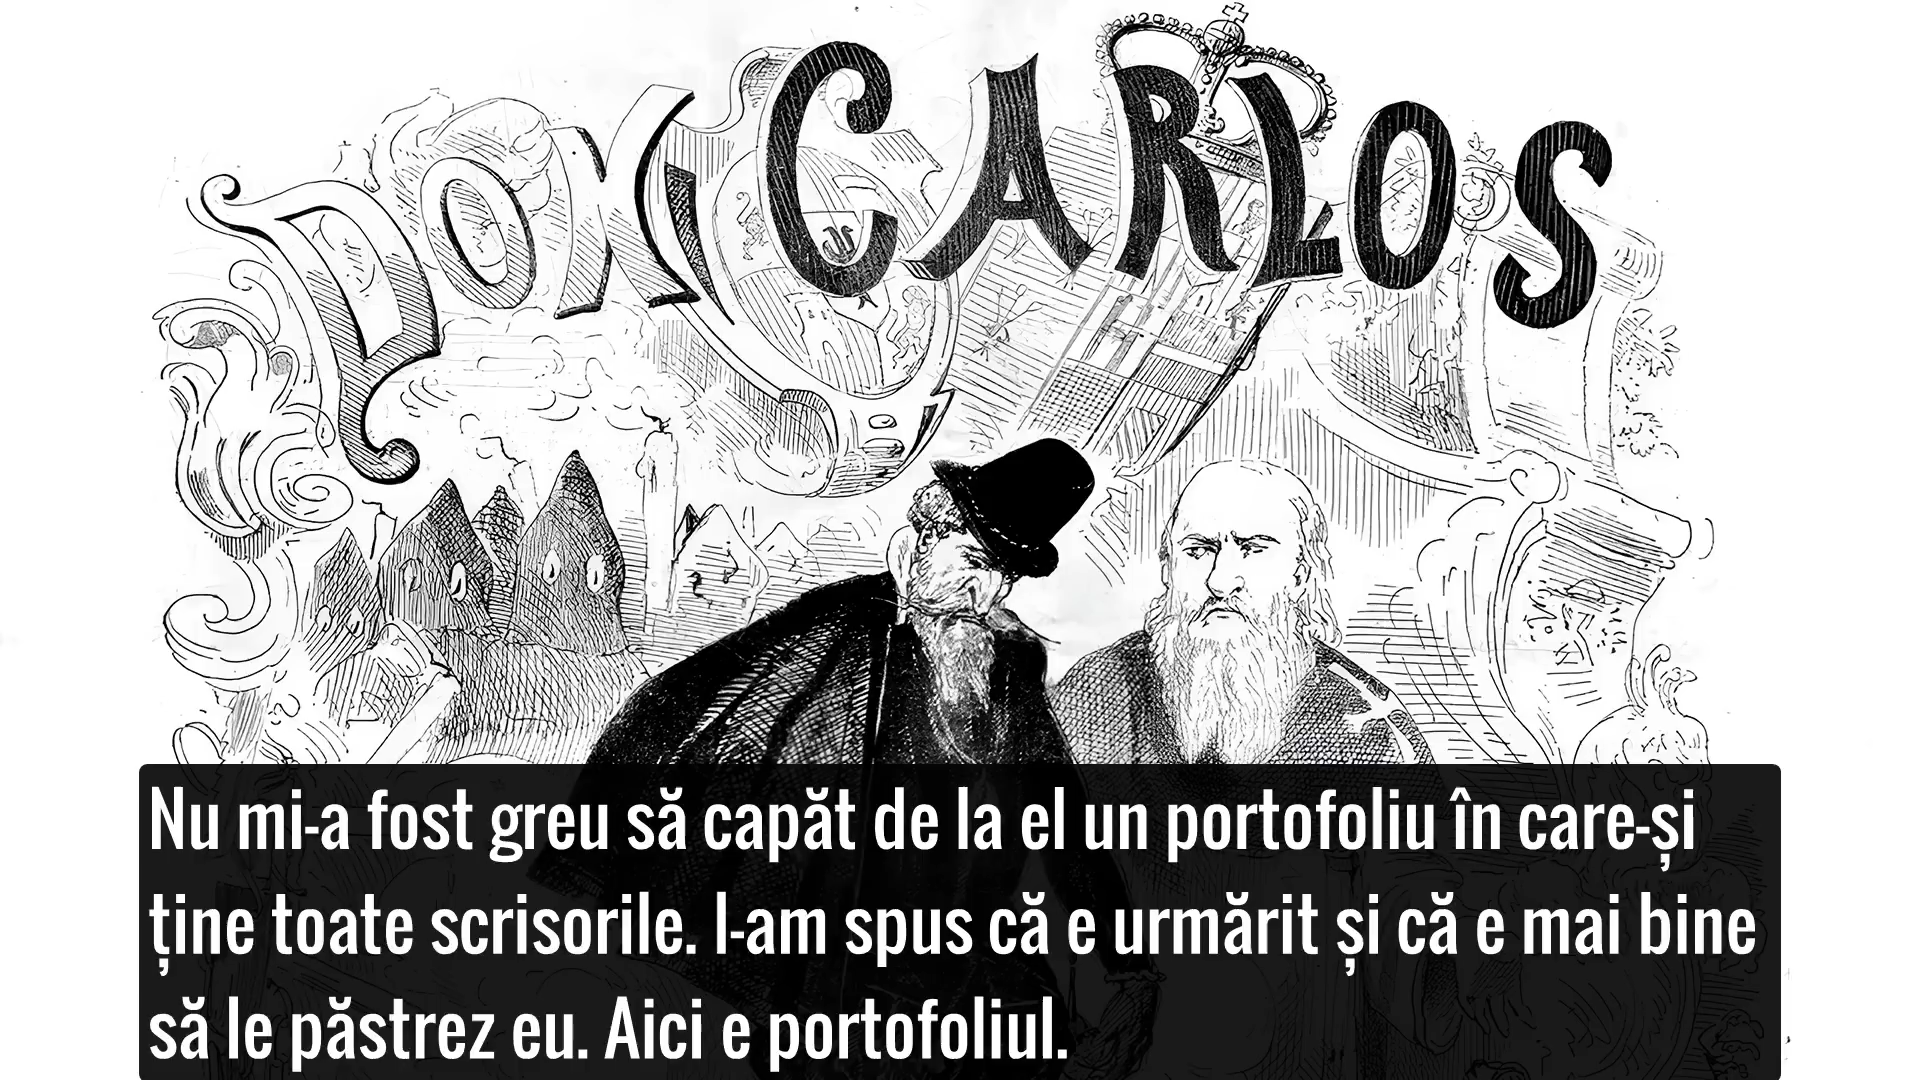 DON CARLOS
Nu mi-a fost greu să capăt de la el un portofoliu în care-și
ține toate scrisorile. I-am spus că e urmărit și că e mai bine
să le păstrez eu. Aici e portofoliul.